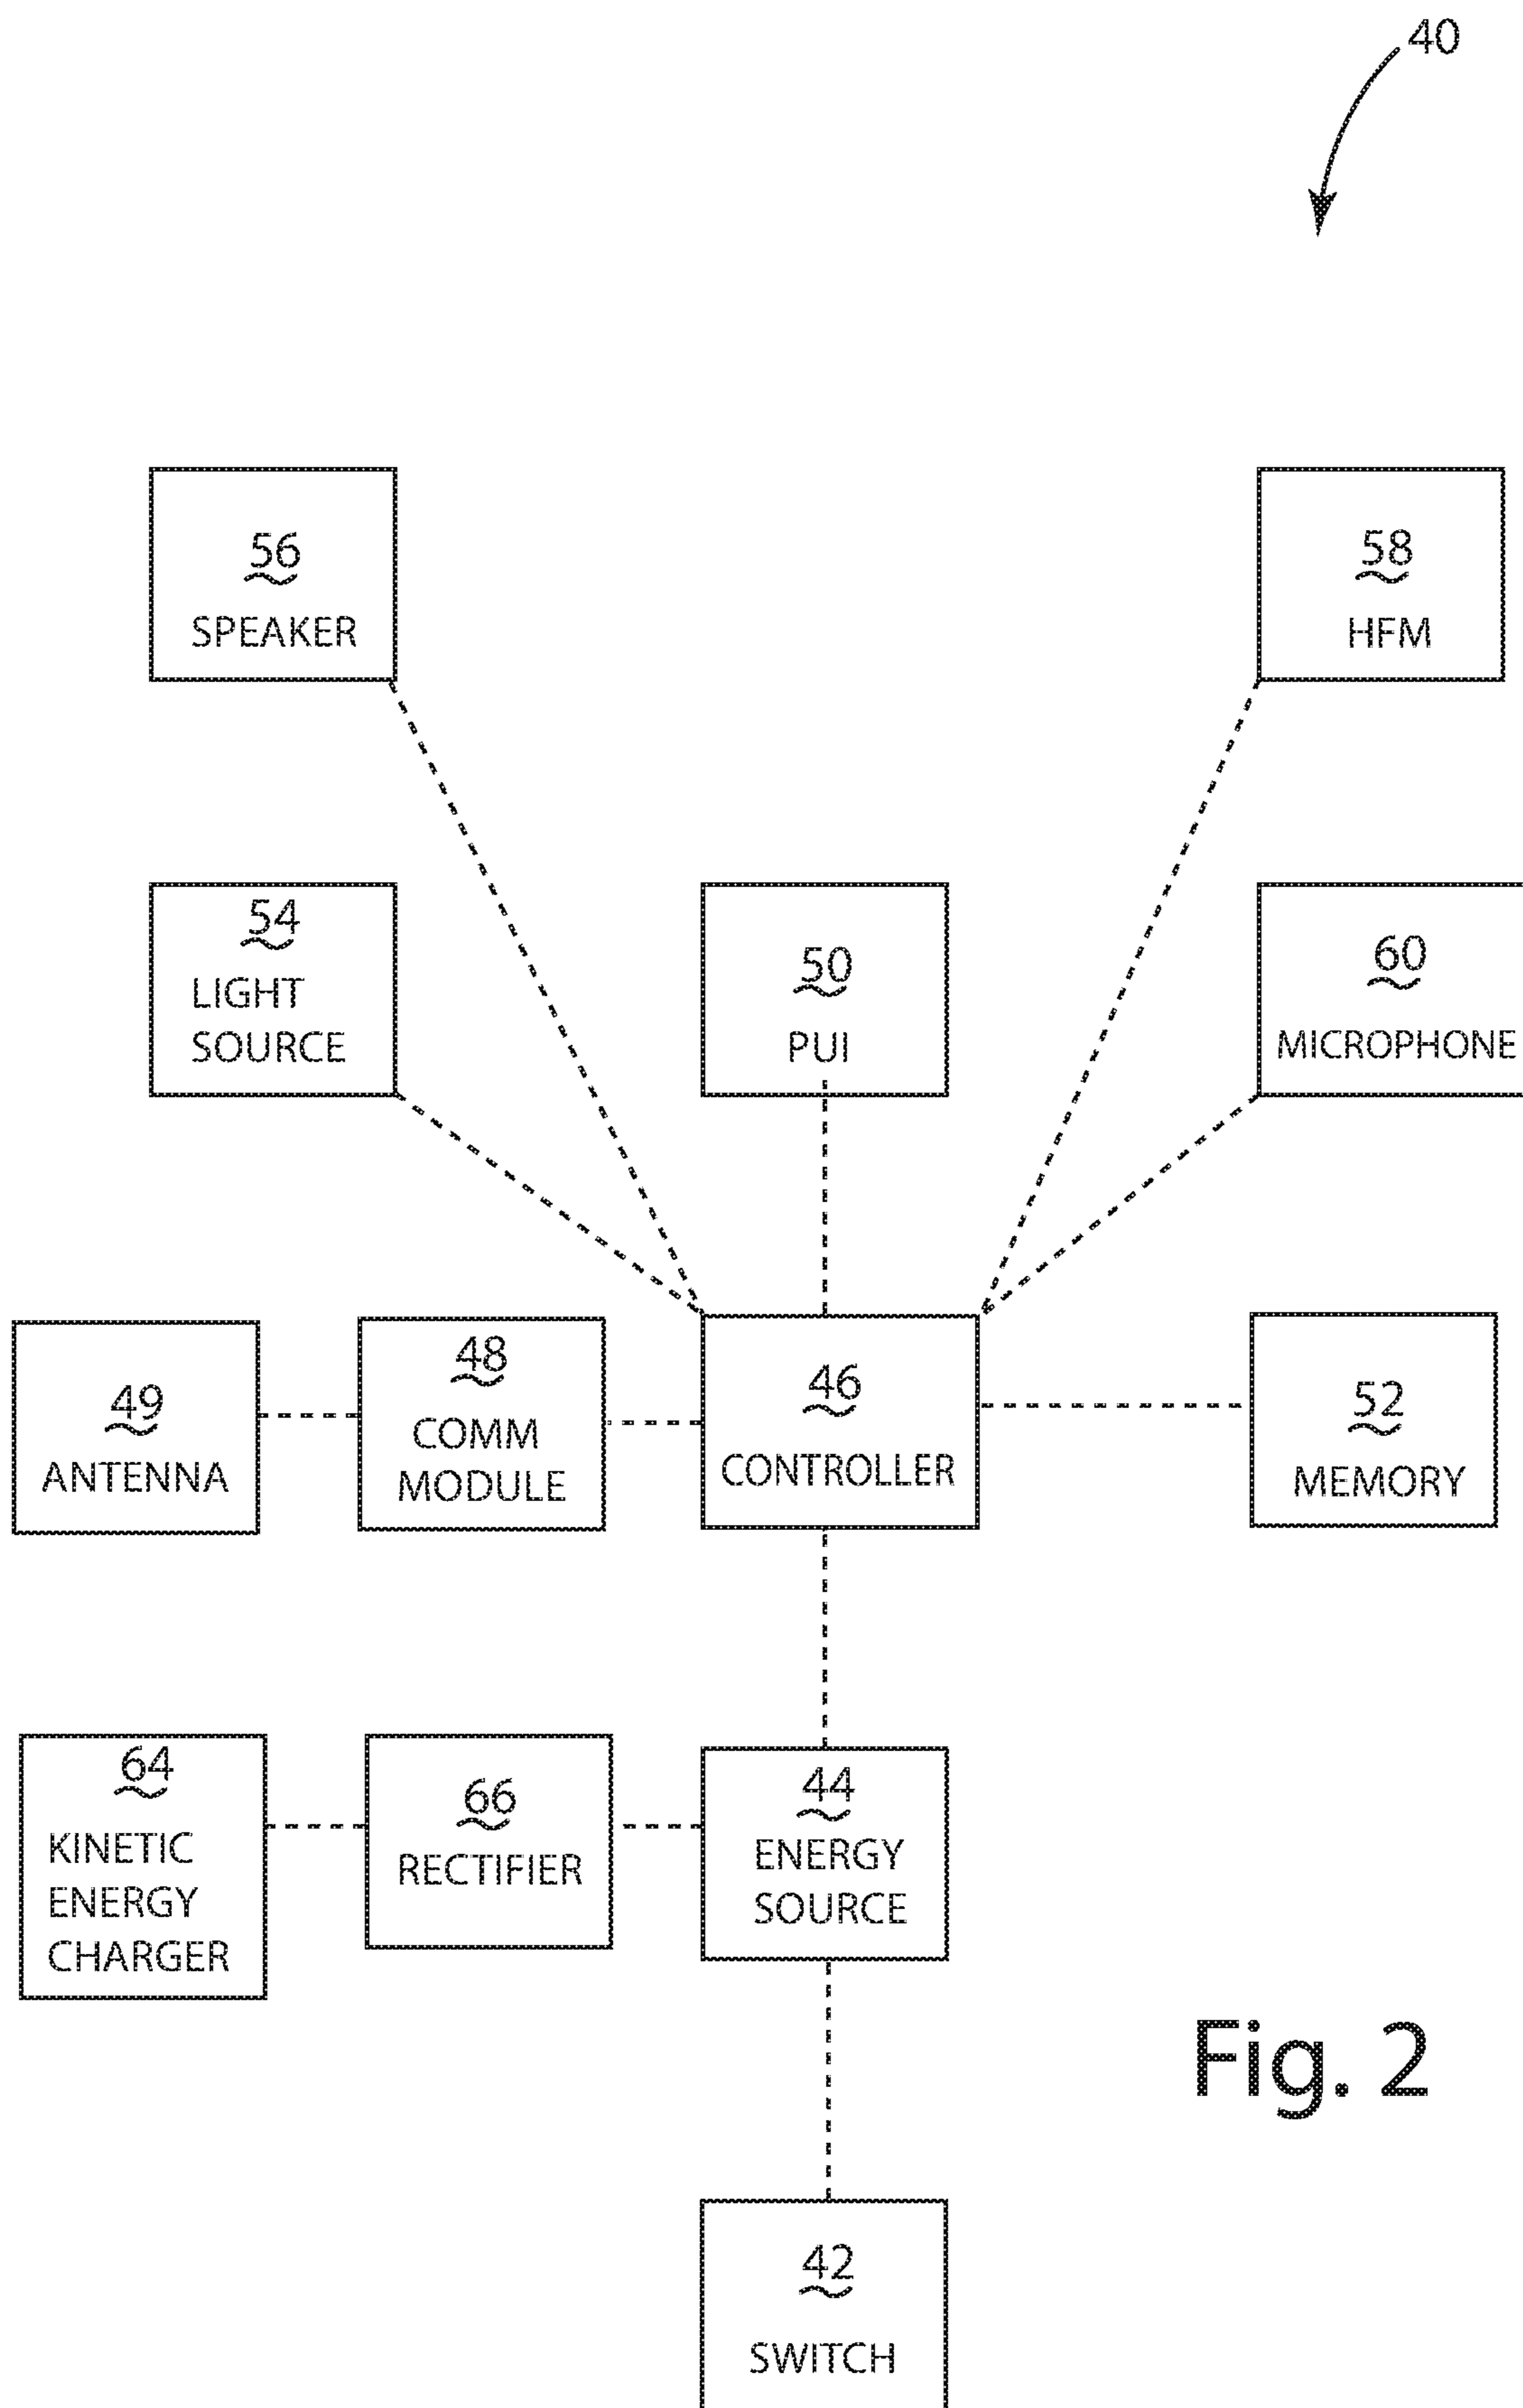 40
56
SPEAKER
58
HFM
54
LIGHT
SOURCE
50
PUI
60
MICROPHONE
49
ANTENNA
48
COMM
MODULE
46
CONTROLLER
52
MEMORY
64
KINETIC
ENERGY
CHARGER
66
RECTIFIER
44
ENERGY
SOURCE
Fig. 2
42
SWITCH